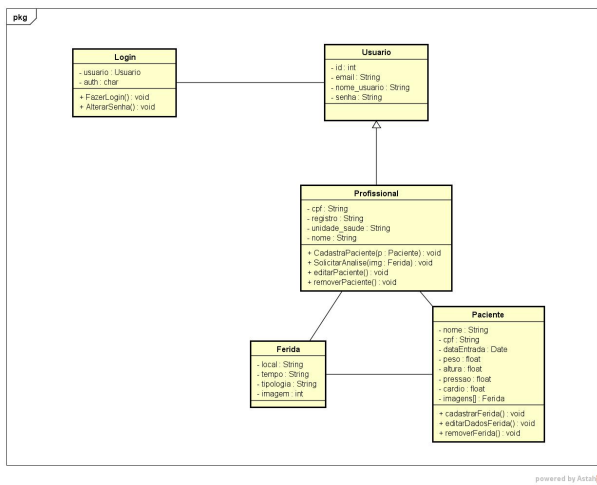 pkg
Login
- usuario : Usuario
- auth : char
+ FazerLogin() : void
+ AlterarSenha() : void
Usuario
- id : int
- email : String
- nome_usuario : String
- senha : String
Profissional
- cpf : String
- registro : String
- unidade_saude : String
- nome : String
+ CadastraPaciente(p : Paciente) : void
+ SolicitarAnalise(img : Ferida) : void
+ editarPaciente() : void
+ removerPaciente() : void
Ferida
- local : String
- tempo : String
- tipologia : String
- imagem : int
Paciente
- nome : String
- cpf : String
- dataEntrada : Date
- peso : float
- altura : float
- pressao : float
- cardio : float
- imagens[] : Ferida
+ cadastrarFerida() : void
+ editarDadosFerida() : void
+ removerFerida() : void
powered by Astah